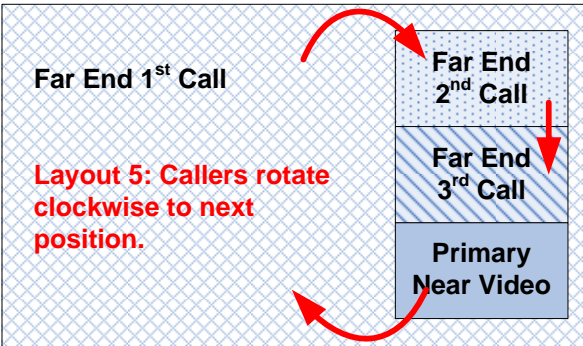 Far End 1st Call
Far End
2nd Call
Far End
3rd Call
Layout 5: Callers rotate
clockwise to next
position.
Primary
Near Video